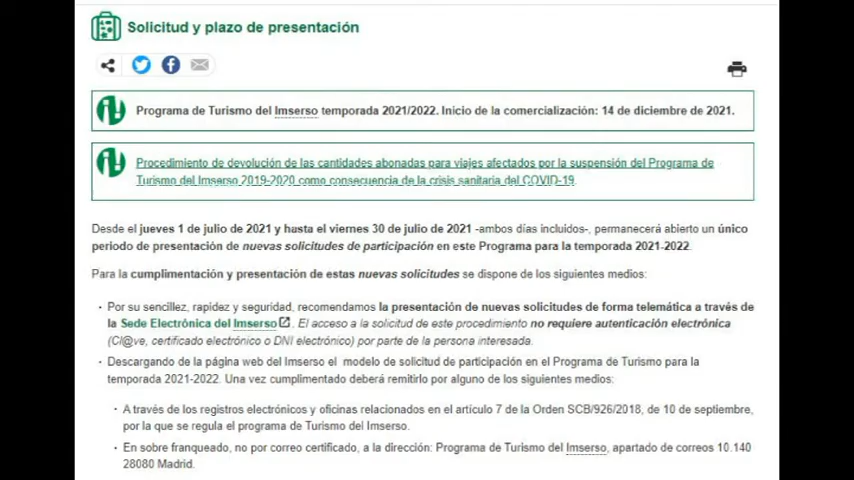 Solicitud y plazo de presentación
Programa de Turismo del Imserso temporada 2021/2022. Inicio de la comercialización: 14 de diciembre de 2021.
Procedimiento de devolución de las cantidades abonadas para viajes afectados por la suspensión del Programa de
Turismo del Imserso 2019-2020 como consecuencia de la crisis sanitaria del COVID-19.
Desde el jueves 1 de julio de 2021 y hasta el viernes 30 de julio de 2021 -ambos días incluidos-, permanecerá abierto un único
periodo de presentación de nuevas solicitudes de participación en este Programa para la temporada 2021-2022.
Para la cumplimentación y presentación de estas nuevas solicitudes se dispone de los siguientes medios:
· Por su sencillez, rapidez y seguridad, recomendamos la presentación de nuevas solicitudes de forma telemática a través de
la Sede Electrónica del Imserso. El acceso a la solicitud de este procedimiento no requiere autenticación electrónica
(Cl@ve, certificado electrónico o DNI electrónico) por parte de la persona interesada.
· Descargando de la página web del Imserso el modelo de solicitud de participación en el Programa de Turismo para la
temporada 2021-2022. Una vez cumplimentado deberá remitirlo por alguno de los siguientes medios:
· A través de los registros electrónicos y oficinas relacionados en el artículo 7 de la Orden SCB/926/2018, de 10 de septiembre,
por la que se regula el programa de Turismo del Imserso.
· En sobre franqueado, no por correo certificado, a la dirección: Programa de Turismo del Imserso, apartado de correos 10.140
28080 Madrid.